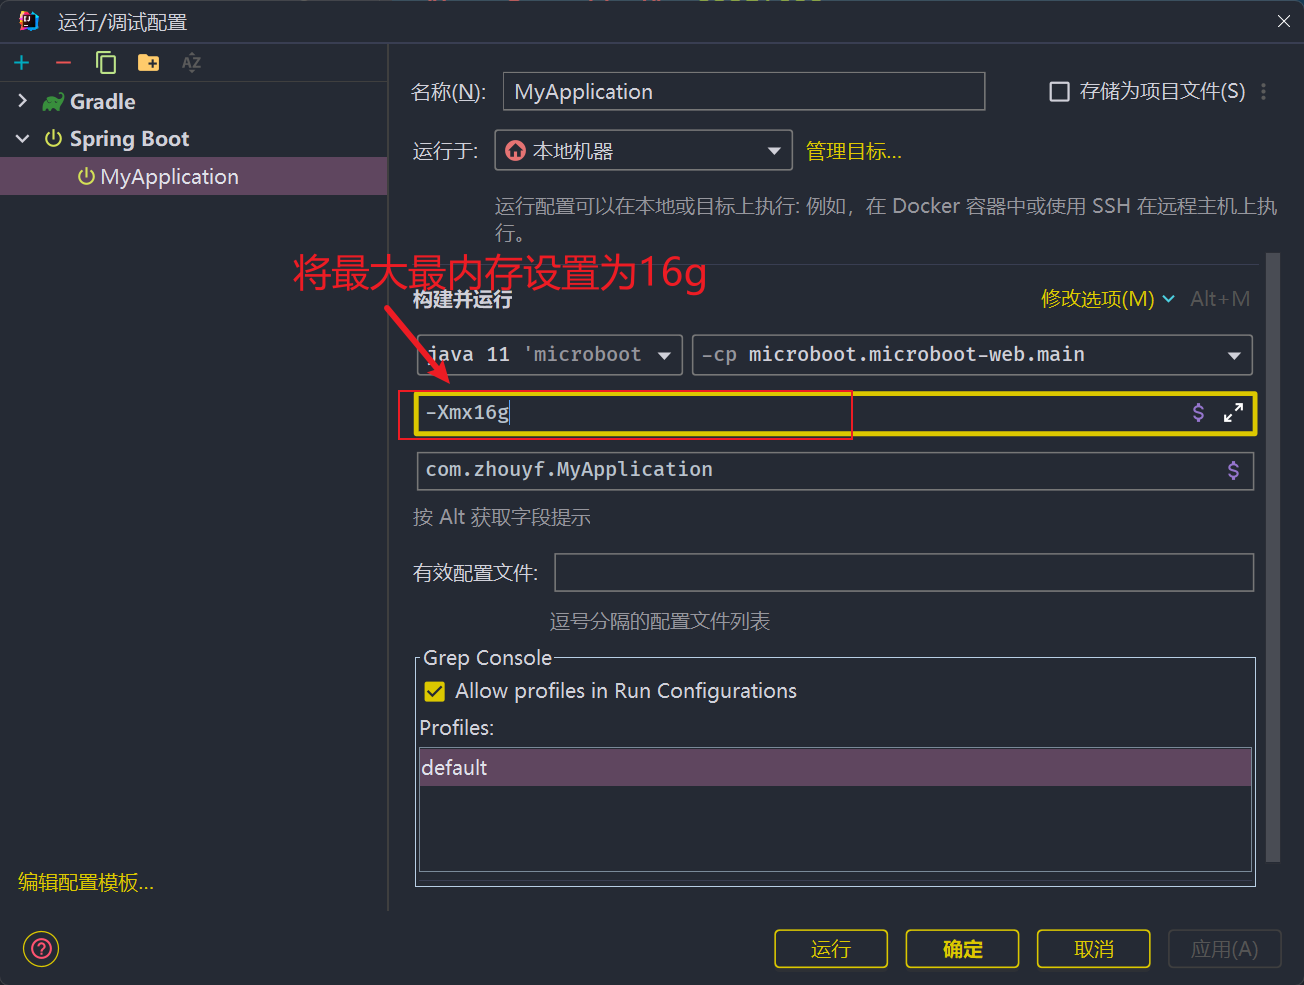 运行/调试配置
Gradle
Spring Boot
MyApplication
编辑配置模板...
名称(N):
MyApplication
存储为项目文件(S)
运行于:
本地机器
管理目标...
运行配置可以在本地或目标上执行: 例如，在 Docker 容器中或使用 SSH 在远程主机上执
行。
将最大最内存设置为16g
构建并运行
修改选项(M)
Alt+M
java 11 'microboot
-cp microboot.microboot-web.main
-Xmx16g
$
com.zhouyf.MyApplication
$
按 Alt 获取字段提示
有效配置文件:
逗号分隔的配置文件列表
Grep Console
Allow profiles in Run Configurations
Profiles:
default
?
运行
确定
取消
应用(A)